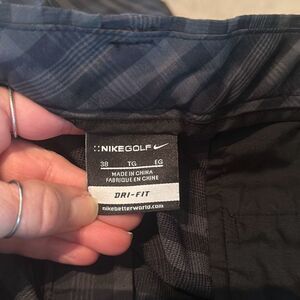 NIKEGOLF
38 TG EG
MADE IN CHINA
FABRIQUÉ EN CHINE
DRI-FIT
nikebetterworld.com